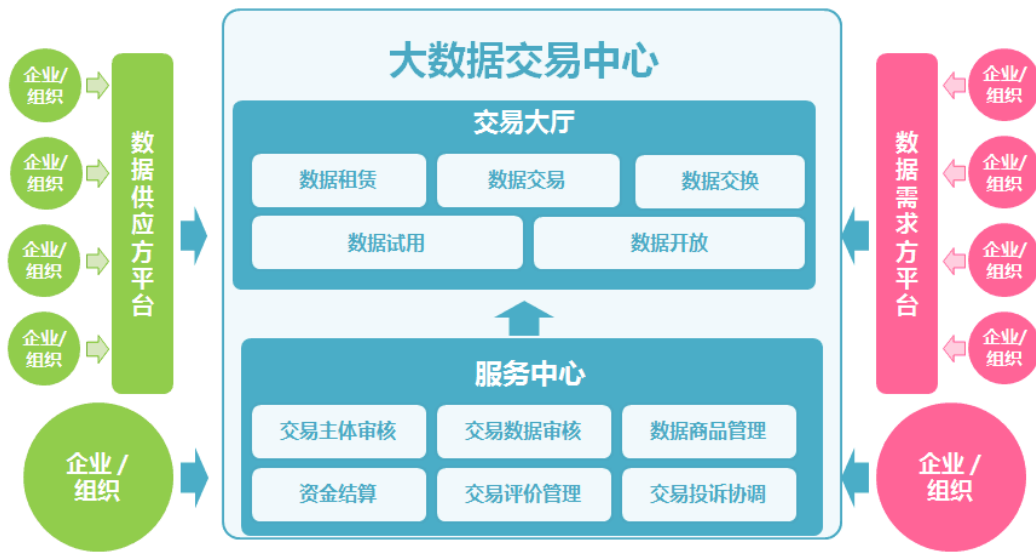 大数据交易中心
企业/
组织
企业/
组织
企业/
组织
企业/
组织
数据供应方平台
企业 /
组织
交易大厅
数据租赁
数据交易
数据交换
数据试用
数据开放
服务中心
交易主体审核
交易数据审核
数据商品管理
资金结算
交易评价管理
交易投诉协调
数据需求方平台
企业/
组织
企业/
组织
企业/
组织
企业/
组织
企业 /
组织